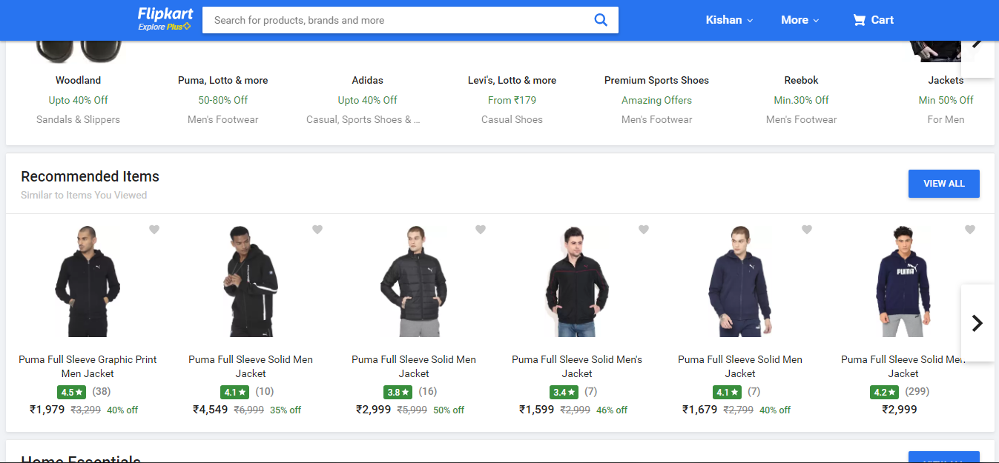 Flipkart
Explore Plus
Search for products, brands and more
Kishan
More
Cart
Woodland
Upto 40% Off
Sandals & Slippers
Puma, Lotto & more
50-80% Off
Men's Footwear
Adidas
Upto 40% Off
Casual, Sports Shoes & ...
Levi's, Lotto & more
From ₹179
Casual Shoes
Premium Sports Shoes
Amazing Offers
Men's Footwear
Reebok
Min.30% Off
Men's Footwear
Jackets
Min 50% Off
For Men
Recommended Items
Similar to Items You Viewed
VIEW ALL
PUMA
Puma Full Sleeve Graphic Print
Men Jacket
4.5 ★ (38)
₹1,979 ₹3,299 40% off
Puma Full Sleeve Solid Men
Jacket
4.1 ★ (10)
₹4,549 ₹6,999 35% off
Puma Full Sleeve Solid Men
Jacket
3.8 ★ (16)
₹2,999 ₹5,999 50% off
Puma Full Sleeve Solid Men's
Jacket
3.4 ★ (7)
₹1,599 ₹2,999 46% off
Puma Full Sleeve Solid Men
Jacket
4.1 ★ (7)
₹1,679 ₹2,799 40% off
Puma Full Sleeve Solid Men
Jacket
4.2 ★ (299)
₹2,999
Home Essentials
VIEW ALL